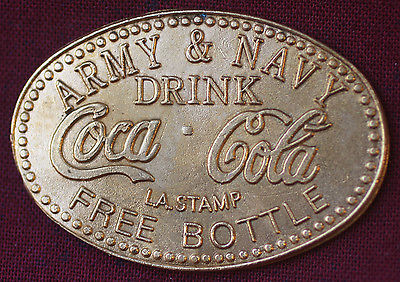 ARMY & NAVY
DRINK
Coca · Cola
L.A. STAMP
FREE BOTTLE